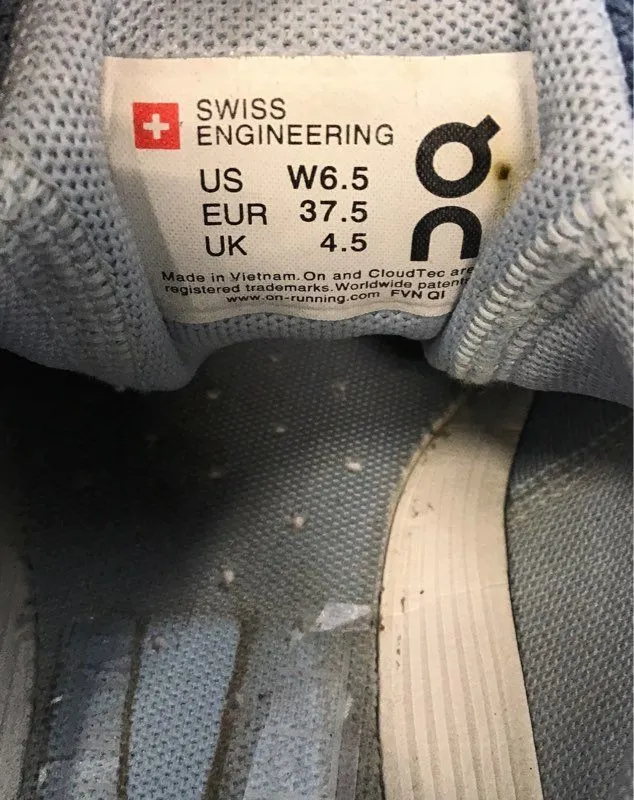 SWISS
ENGINEERING
US W6.5
EUR 37.5
UK 4.5
Made in Vietnam. On and CloudTec are
registered trademarks. Worldwide patent
www.on-running.com FVN QI